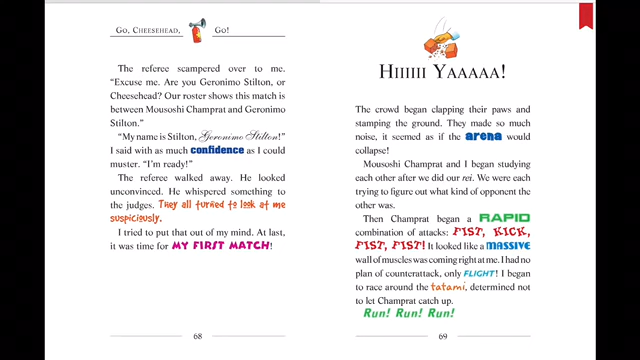 Go, Cheesehead, Go!
The referee scampered over to me.
"Excuse me. Are you Geronimo Stilton, or
Cheesehead? Our roster shows this match is
between Mousoshi Champrat and Geronimo
Stilton."
"My name is Stilton, Geronimo Stilton!"
I said with as much confidence as I could
muster. "I'm ready!"
The referee walked away. He looked
unconvinced. He whispered something to
the judges. They all turned to look at me
suspiciously.
I tried to put that out of my mind. At last,
it was time for MY FIRST MATCH!
68
HIIIIII YAAAAA!
The crowd began clapping their paws and
stamping the ground. They made so much
noise, it seemed as if the arena would
collapse!
Mousoshi Champrat and I began studying
each other after we did our rei. We were each
trying to figure out what kind of opponent the
other was.
Then Champrat began a RAPID
combination of attacks: FIST, KICK,
FIST, FIST! It looked like a MASSIVE
wall of muscles was coming right at me. I had no
plan of counterattack, only FLIGHT! I began
to race around the tatami, determined not
to let Champrat catch up.
Run! Run! Run!
69